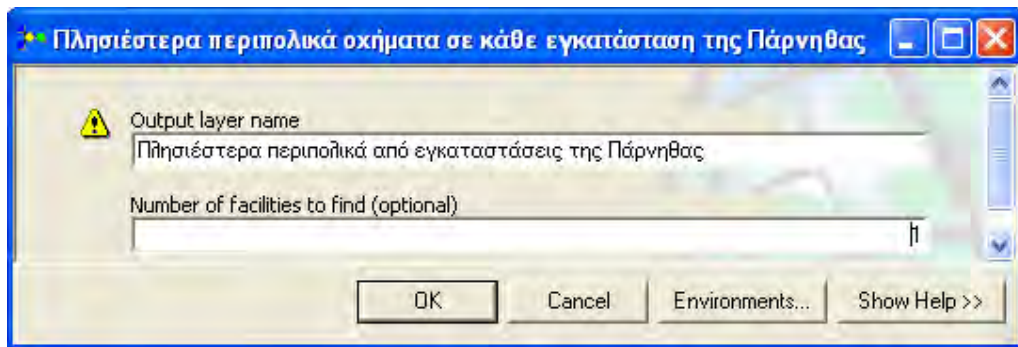 Πλησιέστερα περιπολικά οχήματα σε κάθε εγκατάσταση της Πάρνηθας
Output layer name
Πλησιέστερα περιπολικά από εγκαταστάσεις της Πάρνηθας
Number of facilities to find (optional)
1
OK Cancel Environments... Show Help >>